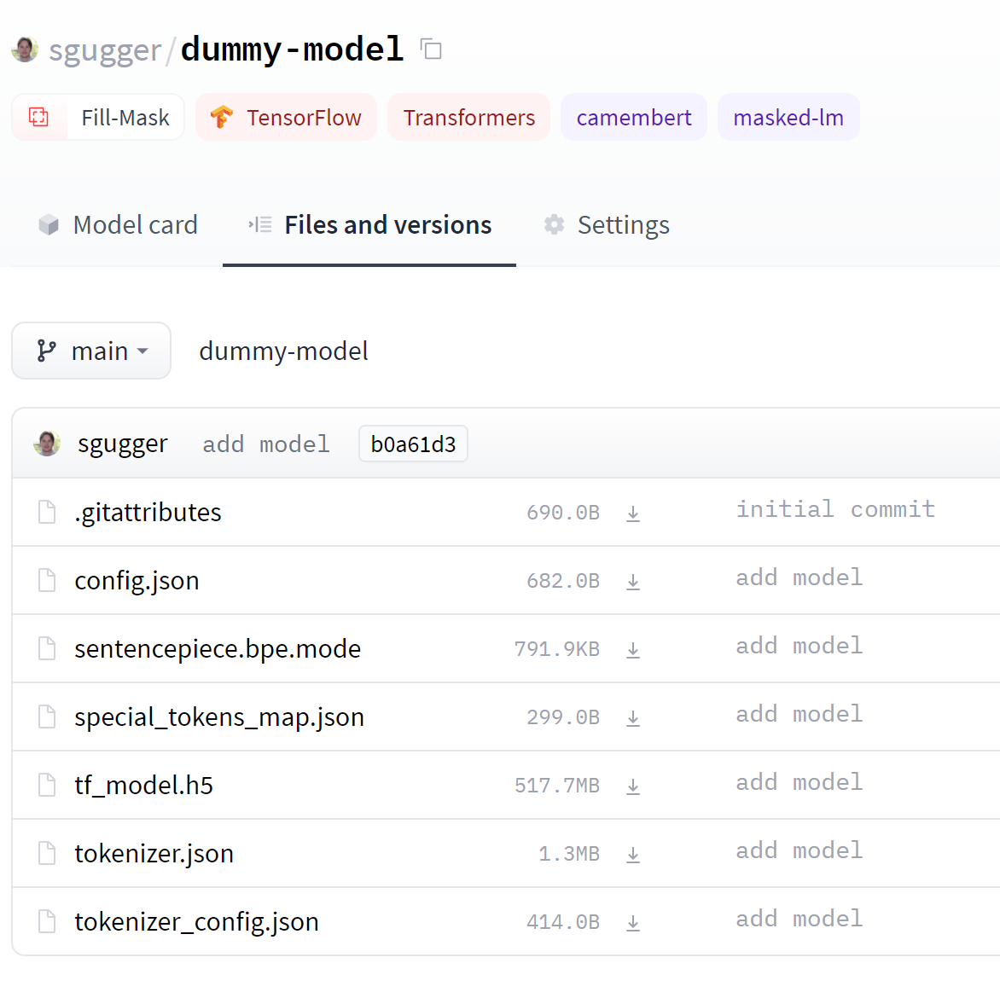 sgugger/dummy-model
Fill-Mask TensorFlow Transformers camembert masked-lm
Model card Files and versions Settings
main dummy-model
sgugger add model b0a61d3
.gitattributes 690.0B initial commit
config.json 682.0B add model
sentencepiece.bpe.mode 791.9KB add model
special_tokens_map.json 299.0B add model
tf_model.h5 517.7MB add model
tokenizer.json 1.3MB add model
tokenizer_config.json 414.0B add model